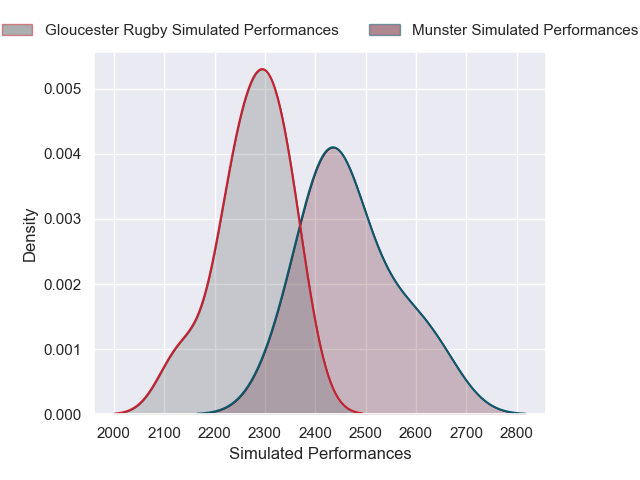 Gloucester Rugby Simulated Performances
Munster Simulated Performances
0.005
0.004
0.003
0.002
0.001
0.000
Density
2000 2100 2200 2300 2400 2500 2600 2700 2800
Simulated Performances